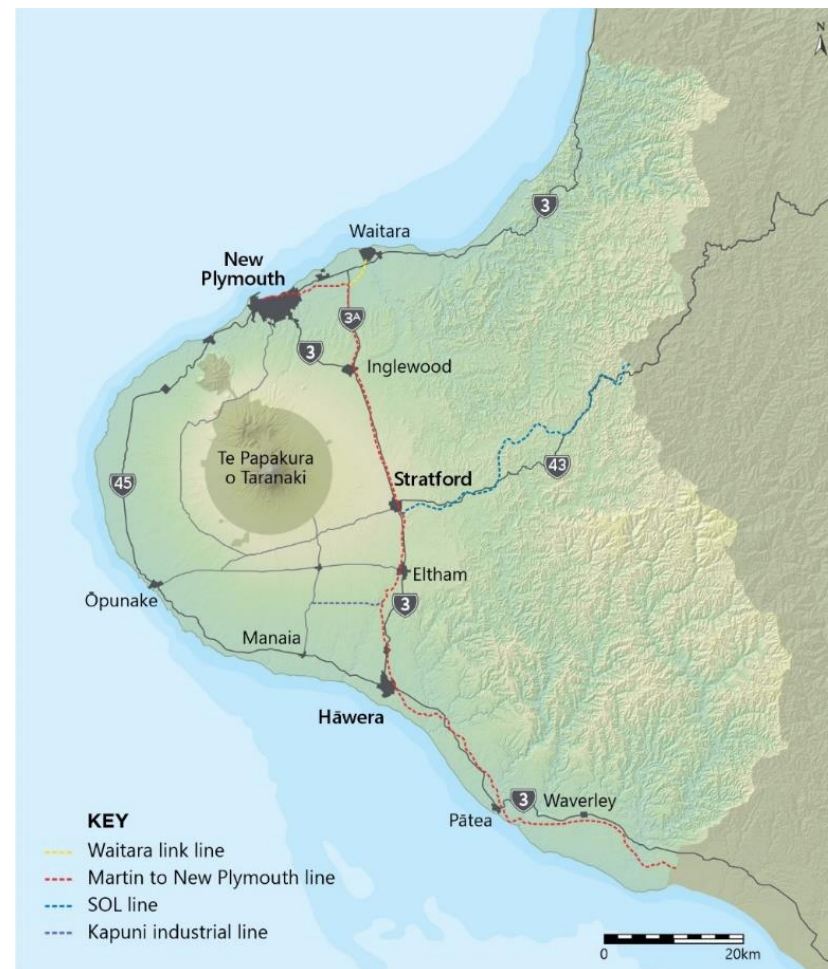 N
3
Waitara
New
Plymouth
3A
3
Inglewood
Te Papakura
o Taranaki
45
Stratford
43
Eltham
Ōpunake
3
Manaia
Hāwera
3
Waverley
Pātea
KEY
Waitara link line
Martin to New Plymouth line
SOL line
Kapuni industrial line
0
20km